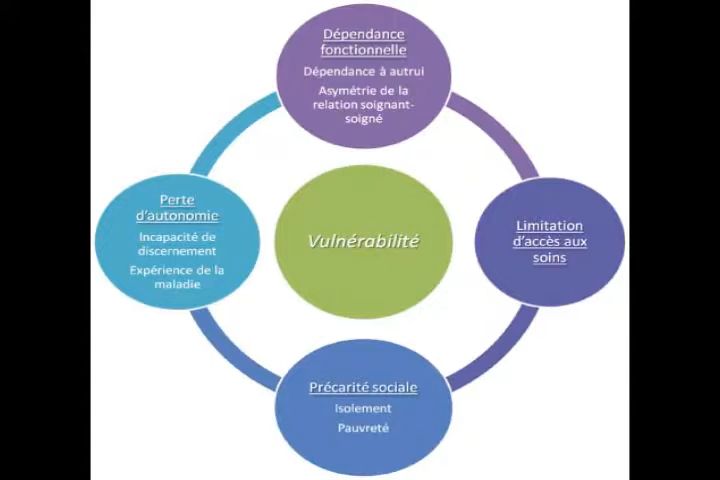 Dépendance
fonctionnelle
Dépendance à autrui
Asymétrie de la
relation soignant-
soigné
Perte
d'autonomie
Incapacité de
discernement
Expérience de la
maladie
Vulnérabilité
Limitation
d'accès aux
soins
Précarité sociale
Isolement
Pauvreté